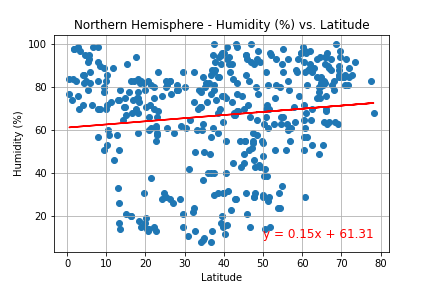 Northern Hemisphere - Humidity (%) vs. Latitude
100
80
60
40
20
Humidity (%)
y = 0.15x + 61.31
0 10 20 30 40 50 60 70 80
Latitude